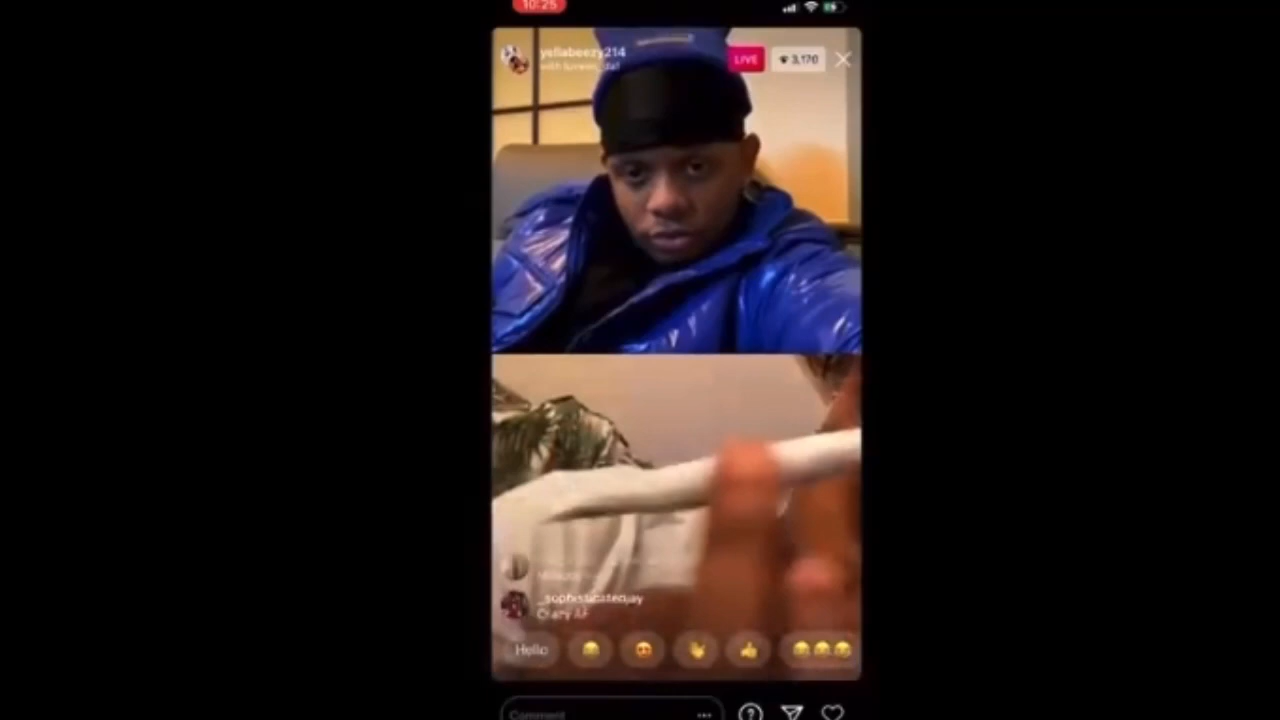 10:25
yellabeezy214
LIVE
3,170
_sophisticatedjay
Crazy AF
Hello
Comment